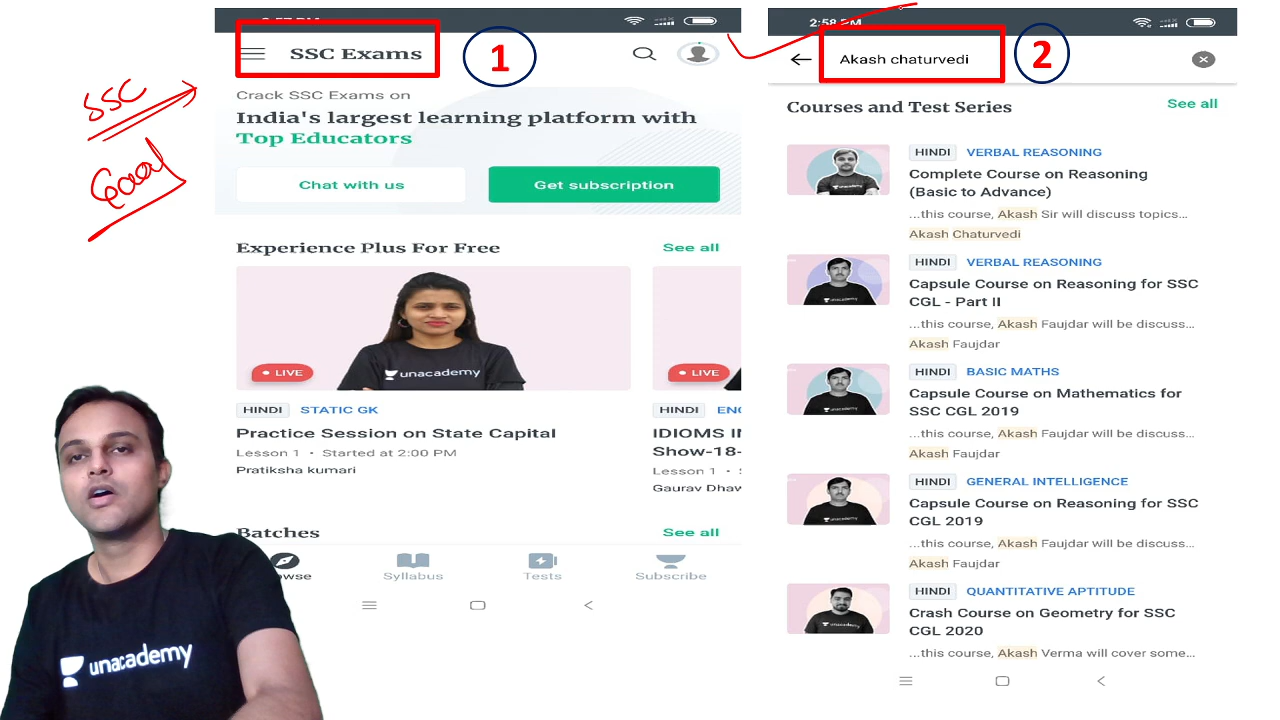 SSC
Goal
SSC Exams
1
Crack SSC Exams on
India's largest learning platform with
Top Educators
Chat with us
Get subscription
Experience Plus For Free
See all
LIVE
unacademy
LIVE
HINDI STATIC GK
Practice Session on State Capital
Lesson 1 • Started at 2:00 PM
Pratiksha kumari
HINDI
IDIOMS
Show-18-
Lesson 1 •
Gaurav Dhaw
Batches
See all
Syllabus
Tests
Subscribe
unacademy
2:58 PM
Akash chaturvedi
2
Courses and Test Series
See all
HINDI VERBAL REASONING
Complete Course on Reasoning
(Basic to Advance)
...this course, Akash Sir will discuss topics...
Akash Chaturvedi
HINDI VERBAL REASONING
Capsule Course on Reasoning for SSC
CGL - Part II
...this course, Akash Faujdar will be discuss...
Akash Faujdar
HINDI BASIC MATHS
Capsule Course on Mathematics for
SSC CGL 2019
...this course, Akash Faujdar will be discuss...
Akash Faujdar
HINDI GENERAL INTELLIGENCE
Capsule Course on Reasoning for SSC
CGL 2019
...this course, Akash Faujdar will be discuss...
Akash Faujdar
HINDI QUANTITATIVE APTITUDE
Crash Course on Geometry for SSC
CGL 2020
...this course, Akash Verma will cover some...